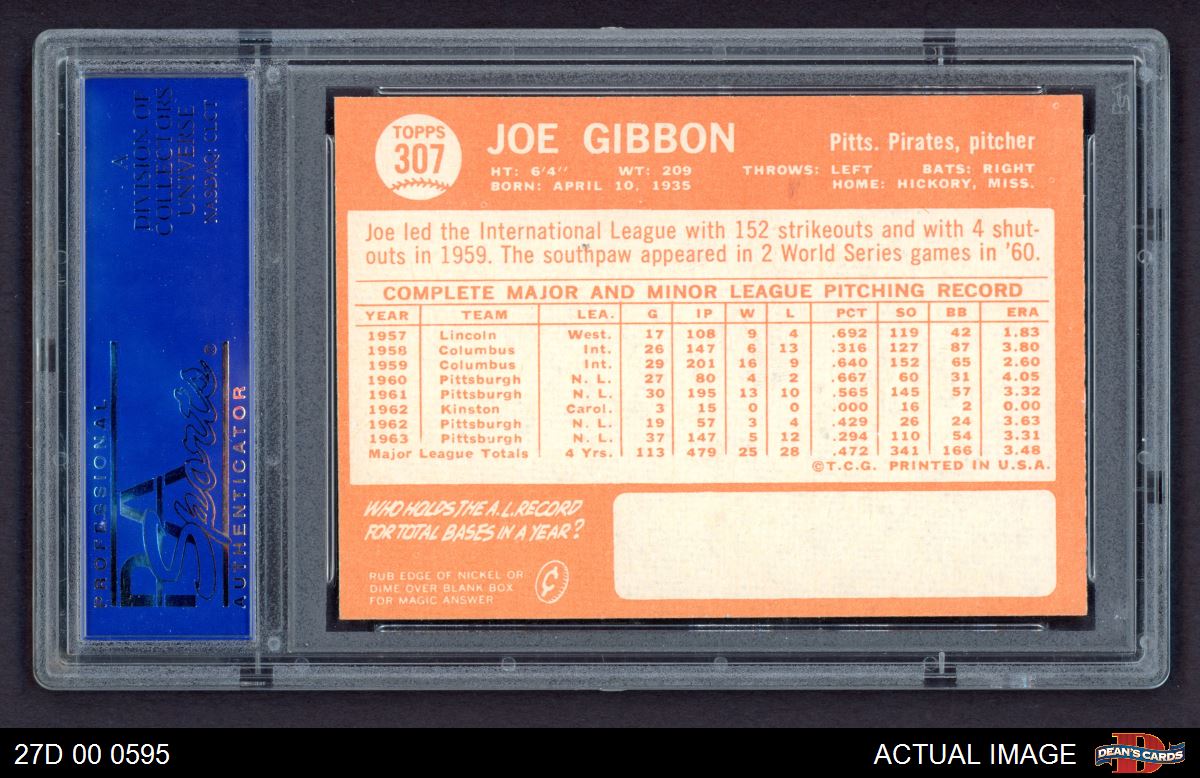 A
DIVISION OF
COLLECTORS
UNIVERSE
NASDAQ: CLCT
PROFESSIONAL
PSA
Sports®
AUTHENTICATOR
TOPPS
307
JOE GIBBON
Pitts. Pirates, pitcher
HT: 6'4" WT: 209 THROWS: LEFT BATS: RIGHT
BORN: APRIL 10, 1935 HOME: HICKORY, MISS.
Joe led the International League with 152 strikeouts and with 4 shut-
outs in 1959. The southpaw appeared in 2 World Series games in '60.
COMPLETE MAJOR AND MINOR LEAGUE PITCHING RECORD
YEAR TEAM LEA. G IP W L PCT SO BB ERA
1957 Lincoln West. 17 108 9 4 .692 119 42 1.83
1958 Columbus Int. 26 147 6 13 .316 127 87 3.80
1959 Columbus Int. 29 201 16 9 .640 152 65 2.60
1960 Pittsburgh N. L. 27 80 4 2 .667 60 31 4.05
1961 Pittsburgh N. L. 30 195 13 10 .565 145 57 3.32
1962 Kinston Carol. 3 15 0 0 .000 16 2 0.00
1962 Pittsburgh N. L. 19 57 3 4 .429 26 24 3.63
1963 Pittsburgh N. L. 37 147 5 12 .294 110 54 3.31
Major League Totals 4 Yrs. 113 479 25 28 .472 341 166 3.48
©T.C.G. PRINTED IN U.S.A.
WHO HOLDS THE A.L. RECORD
FOR TOTAL BASES IN A YEAR?
RUB EDGE OF NICKEL OR
DIME OVER BLANK BOX
FOR MAGIC ANSWER
¢
27D 00 0595
ACTUAL IMAGE
D
DEAN'S CARDS